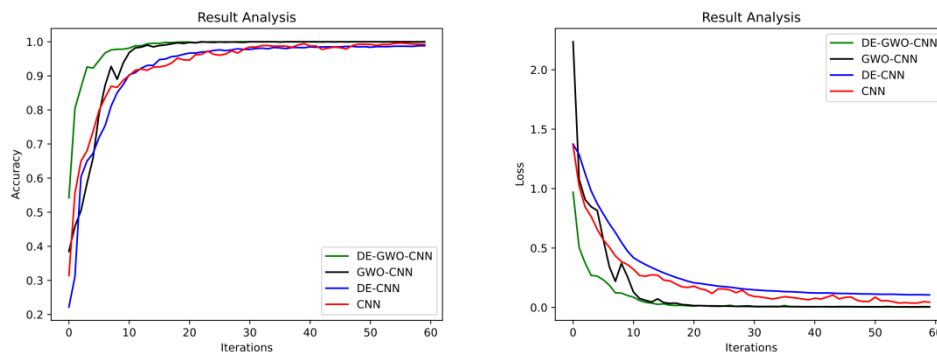 Result Analysis
1.0
0.9
0.8
0.7
0.6
0.5
0.4
0.3
0.2
Accuracy
DE-GWO-CNN
GWO-CNN
DE-CNN
CNN
0 10 20 30 40 50 60
Iterations
Result Analysis
2.0
1.5
1.0
0.5
0.0
Loss
DE-GWO-CNN
GWO-CNN
DE-CNN
CNN
0 10 20 30 40 50 60
Iterations